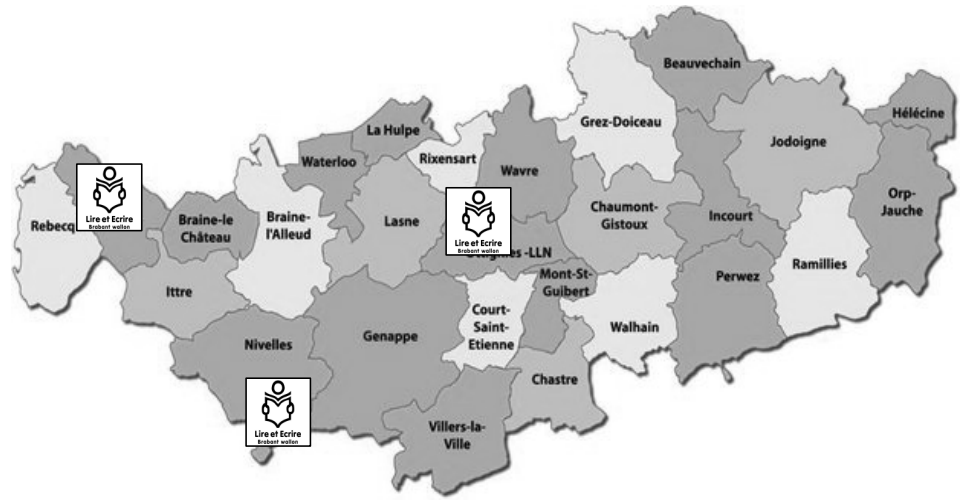 Beauvechain
Hélécine
Grez-Doiceau
La Hulpe
Jodoigne
Rixensart
Waterloo
Wavre
Lire et Ecrire
Brabant wallon
Orp-
Jauche
Rebecq
Braine-le
Château
Braine-
l'Alleud
Lasne
Lire et Ecrire
Brabant wallon
Chaumont-
Gistoux
Incourt
-LLN
Ramillies
Ittre
Mont-St-
Guibert
Perwez
Court-
Saint-
Etienne
Walhain
Nivelles
Genappe
Chastre
Lire et Ecrire
Brabant wallon
Villers-la-
Ville